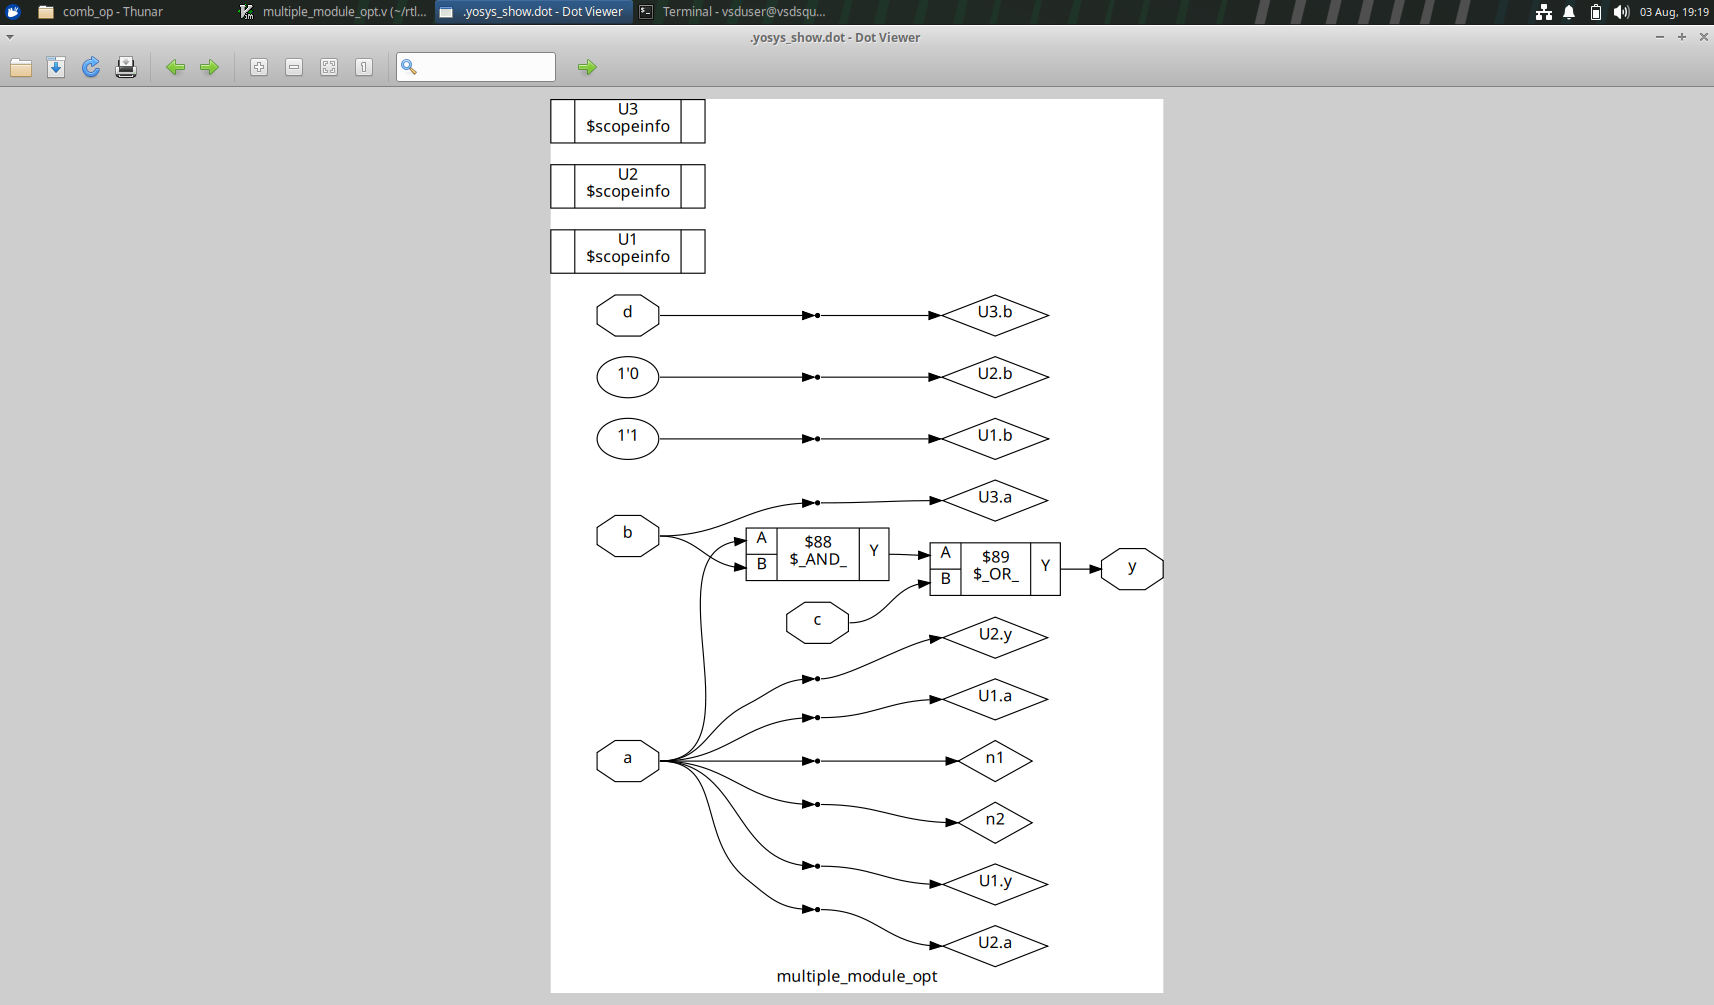 comb_op - Thunar
multiple_module_opt.v (~/rtl...
.yosys_show.dot - Dot Viewer
Terminal - vsduser@vsdsqu...
03 Aug, 19:19
.yosys_show.dot - Dot Viewer
U3
$scopeinfo
U2
$scopeinfo
U1
$scopeinfo
d
U3.b
1'0
U2.b
1'1
U1.b
U3.a
b
A
B
$88
$_AND_
Y
A
B
$89
$_OR_
Y
y
c
U2.y
U1.a
a
n1
n2
U1.y
U2.a
multiple_module_opt